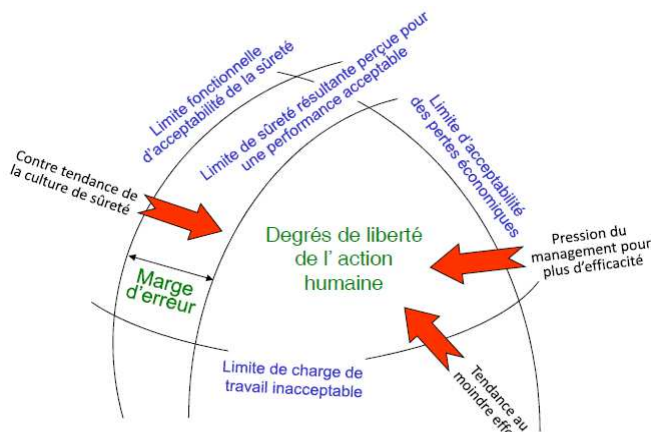 Limite fonctionnelle
d'acceptabilité de la sûreté
Limite de sûreté résultante perçue pour
une performance acceptable
Limite d'acceptabilité
des pertes économiques
Contre tendance de
la culture de sûreté
Degrés de liberté
de l' action
humaine
Pression du
management pour
plus d'efficacité
Marge
d'erreur
Limite de charge de
travail inacceptable
Tendance au
moindre